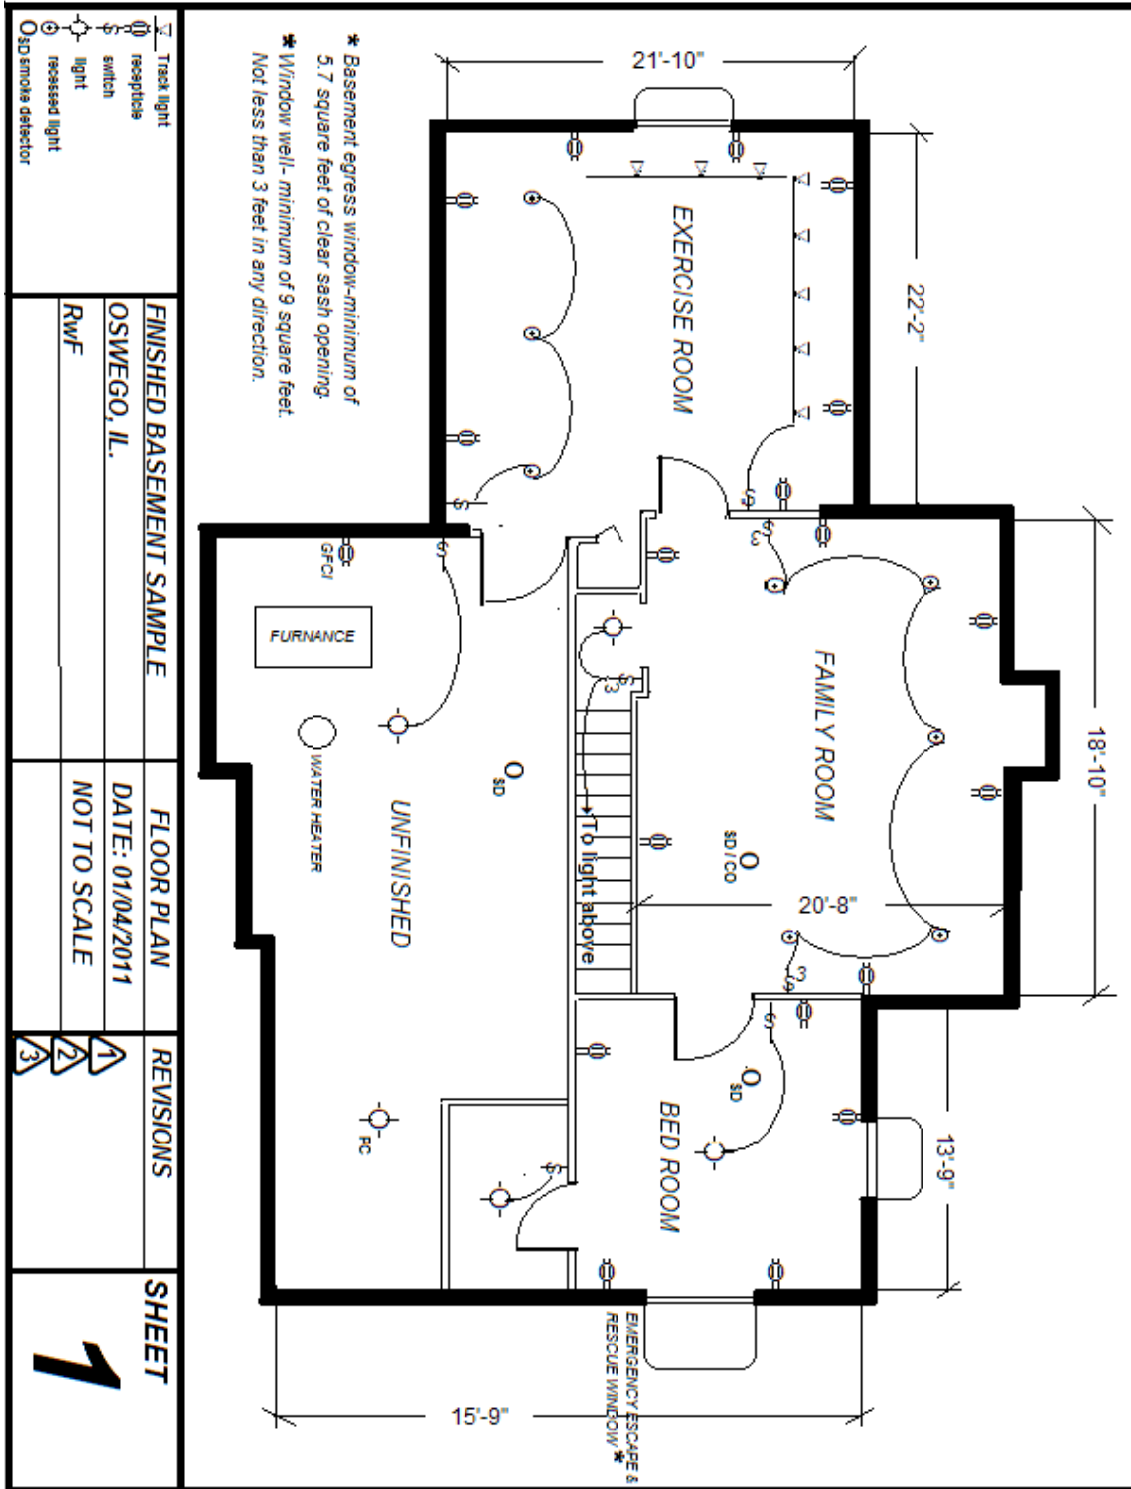 * Basement egress window-minimum of
5.7 square feet of clear sash opening.
* Window well- minimum of 9 square feet.
Not less than 3 feet in any direction.
21'-10"
22'-2"
EXERCISE ROOM
18'-10"
FAMILY ROOM
3
3
3
SD / CO
20'-8"
To light above
GFCI
FURNANCE
WATER HEATER
UNFINISHED
SD
PC
BED ROOM
SD
13'-9"
15'-9"
EMERGENCY ESCAPE &
RESCUE WINDOW *
Track light
recepticle
switch
light
recessed light
SD smoke detector
FINISHED BASEMENT SAMPLE
OSWEGO, IL.
RwF
FLOOR PLAN
DATE: 01/04/2011
NOT TO SCALE
REVISIONS
1
2
3
SHEET
1